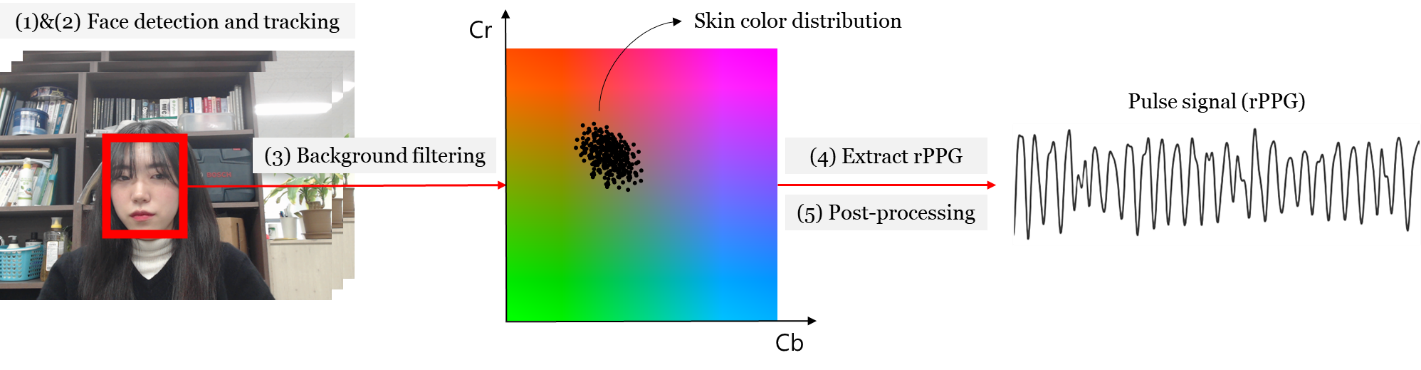 (1)&(2) Face detection and tracking
(3) Background filtering
Cr
Skin color distribution
Cb
(4) Extract rPPG
(5) Post-processing
Pulse signal (rPPG)